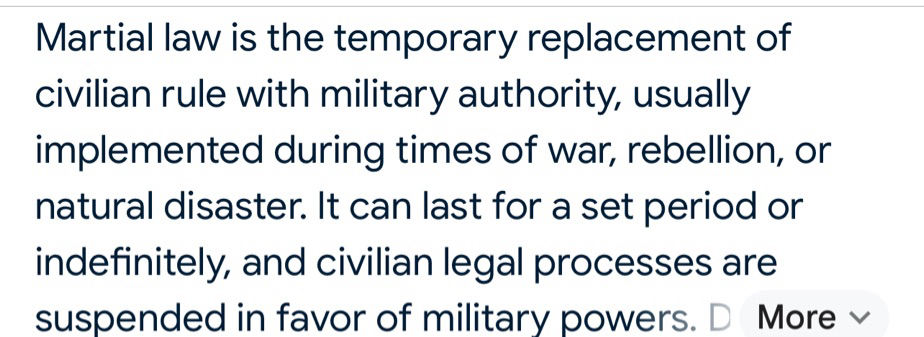 Martial law is the temporary replacement of
civilian rule with military authority, usually
implemented during times of war, rebellion, or
natural disaster. It can last for a set period or
indefinitely, and civilian legal processes are
suspended in favor of military powers. D More